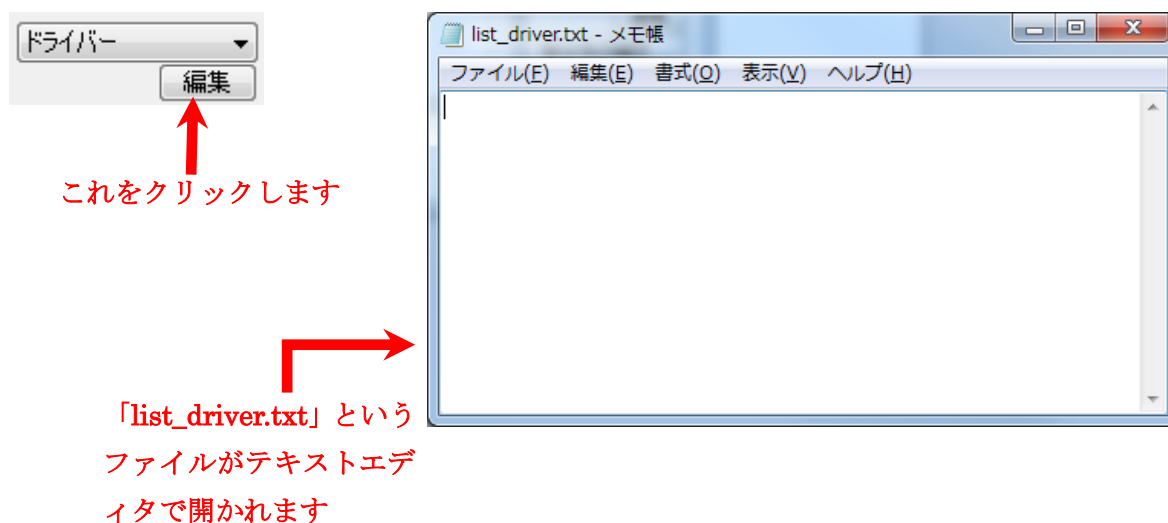 ドライバー
編集
これをクリックします
list_driver.txt - メモ帳
ファイル(F) 編集(E) 書式(O) 表示(V) ヘルプ(H)
「list_driver.txt」という
ファイルがテキストエデ
ィタで開かれます